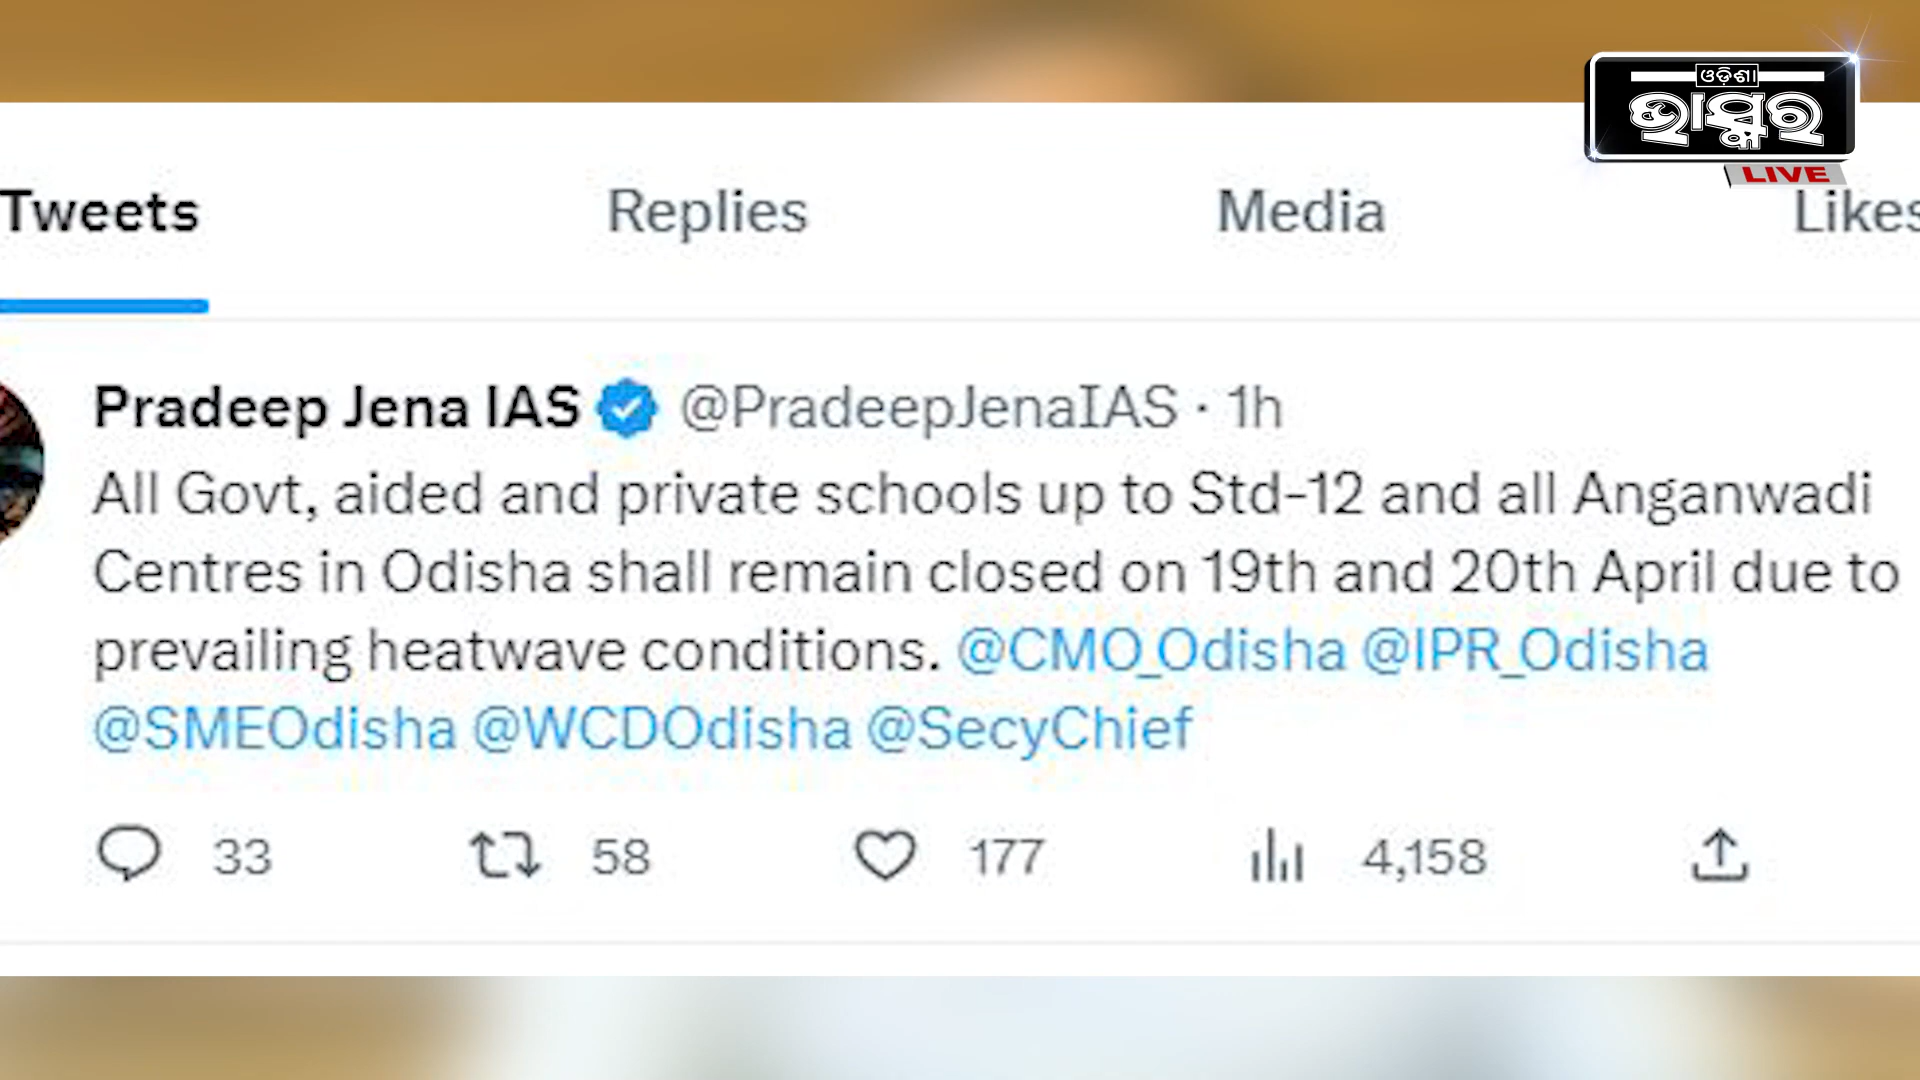 ଓଡ଼ିଶା
ଭାସ୍କର
LIVE
Tweets Replies Media Likes
Pradeep Jena IAS @PradeepJenaIAS · 1h
All Govt, aided and private schools up to Std-12 and all Anganwadi
Centres in Odisha shall remain closed on 19th and 20th April due to
prevailing heatwave conditions. @CMO_Odisha @IPR_Odisha
@SMEOdisha @WCDOdisha @SecyChief
33 58 177 4,158